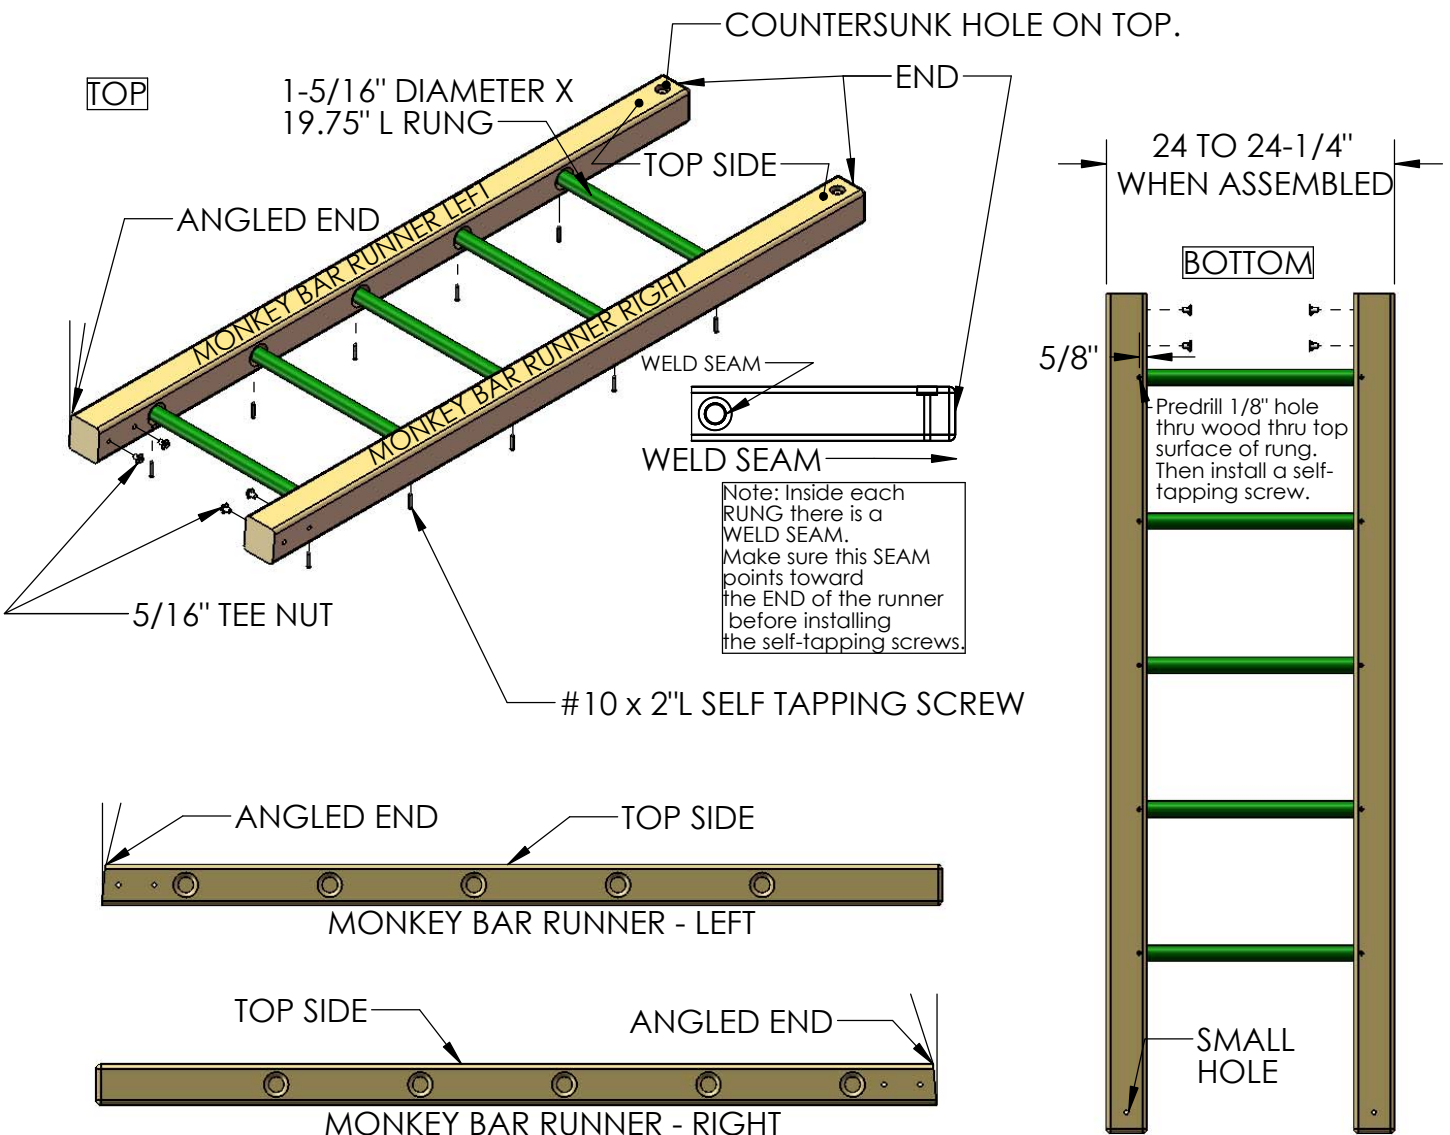 COUNTERSUNK HOLE ON TOP.
TOP
1-5/16" DIAMETER X
19.75" L RUNG
END
TOP SIDE
ANGLED END
MONKEY BAR RUNNER LEFT
MONKEY BAR RUNNER RIGHT
5/16" TEE NUT
#10 x 2"L SELF TAPPING SCREW
WELD SEAM
WELD SEAM
Note: Inside each
RUNG there is a
WELD SEAM.
Make sure this SEAM
points toward
the END of the runner
before installing
the self-tapping screws.
24 TO 24-1/4"
WHEN ASSEMBLED
BOTTOM
5/8"
Predrill 1/8" hole
thru wood thru top
surface of rung.
Then install a self-
tapping screw.
SMALL
HOLE
ANGLED END
TOP SIDE
MONKEY BAR RUNNER - LEFT
TOP SIDE
ANGLED END
MONKEY BAR RUNNER - RIGHT